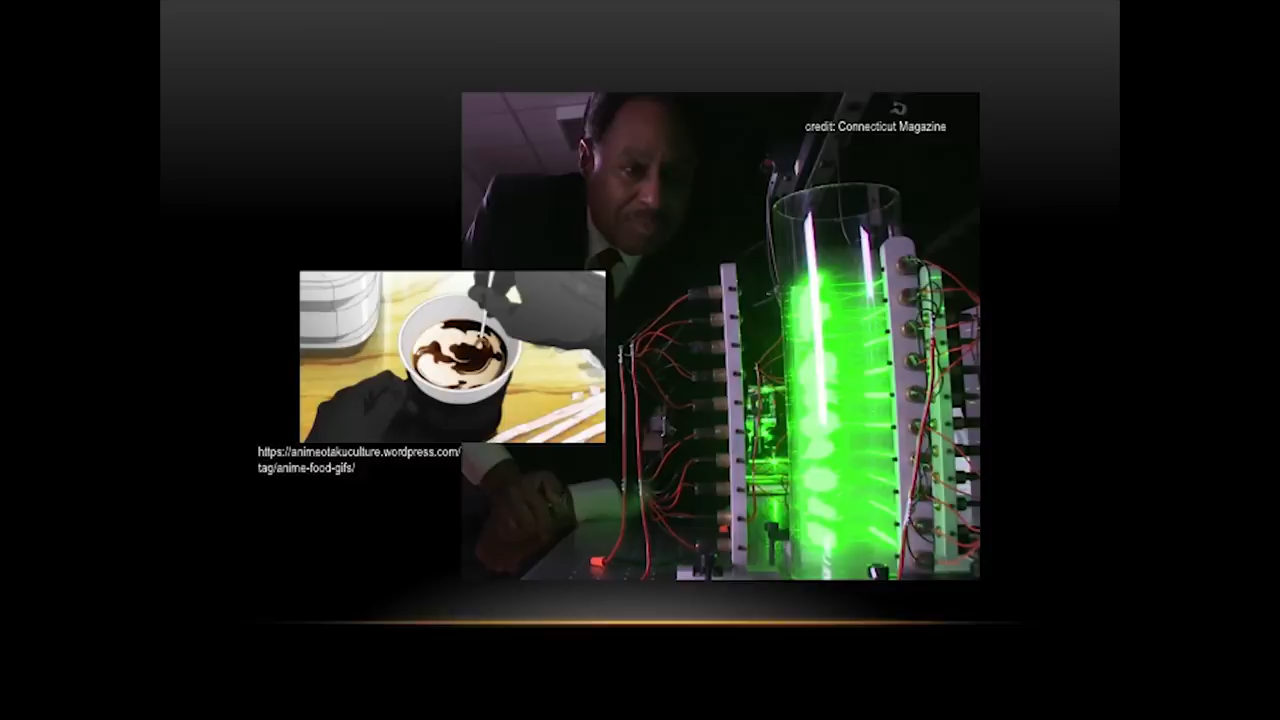 credit: Connecticut Magazine
https://animeotakuculture.wordpress.com/
tag/anime-food-gifs/